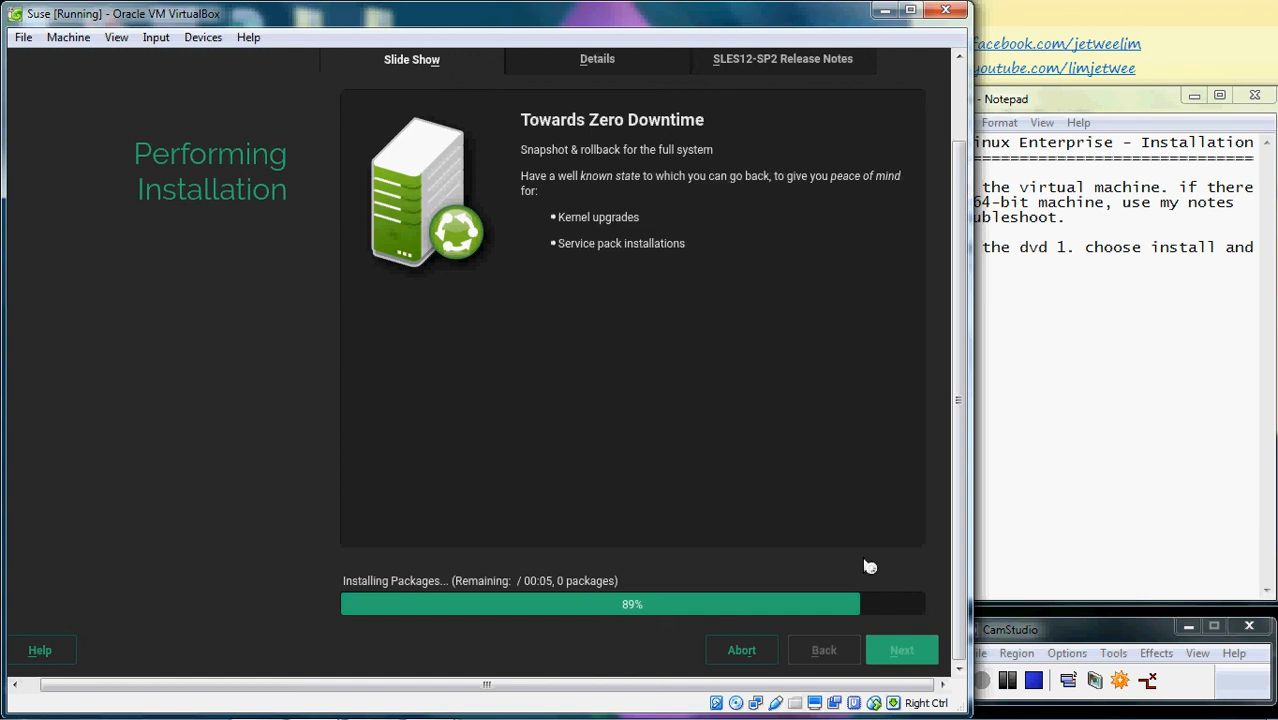 Suse [Running] - Oracle VM VirtualBox
File Machine View Input Devices Help
Slide Show Details SLES12-SP2 Release Notes
Performing
Installation
Towards Zero Downtime
Snapshot & rollback for the full system
Have a well known state to which you can go back, to give you peace of mind
for:
Kernel upgrades
Service pack installations
Installing Packages... (Remaining: / 00:05, 0 packages)
89%
Help Abort Back Next
Right Ctrl
facebook.com/jetweelim
youtube.com/limjetwee
- Notepad
Format View Help
inux Enterprise - Installation
===============================
the virtual machine. if there
64-bit machine, use my notes
ubleshoot.
the dvd 1. choose install and
CamStudio
ile Region Options Tools Effects View Help